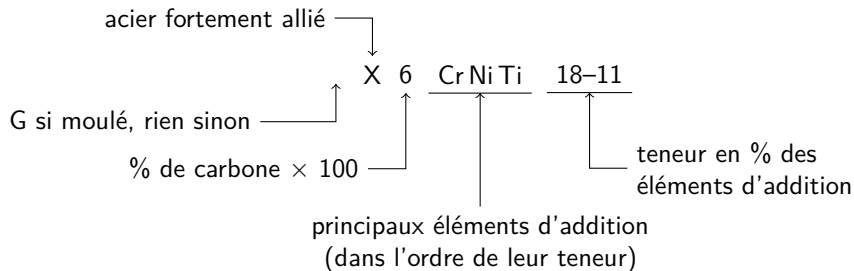 acier fortement allié
X 6 Cr Ni Ti 18–11
G si moulé, rien sinon
% de carbone × 100
teneur en % des
éléments d'addition
principaux éléments d'addition
(dans l'ordre de leur teneur)